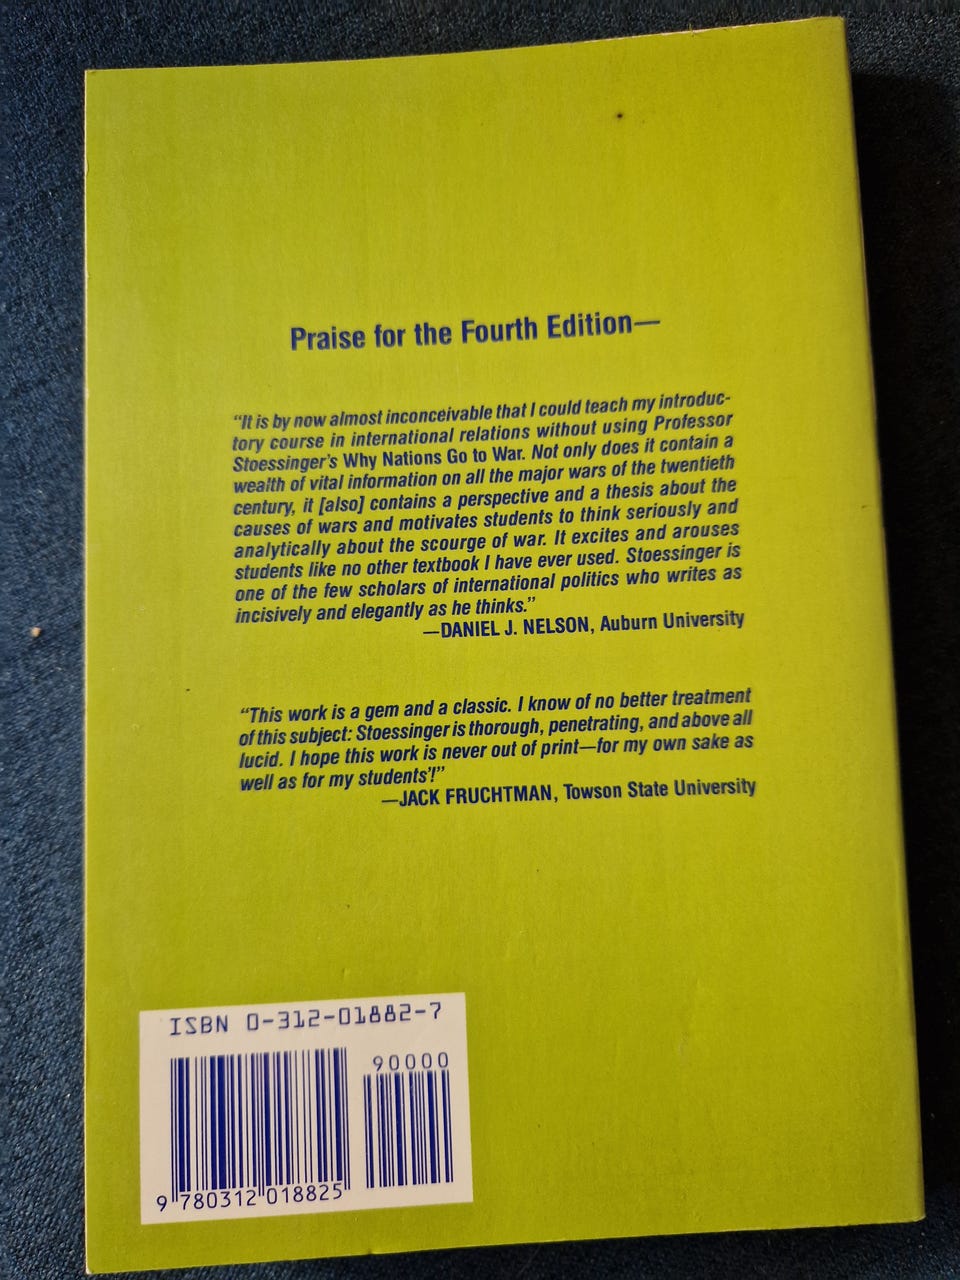 Praise for the Fourth Edition—
“It is by now almost inconceivable that I could teach my introduc-
tory course in international relations without using Professor
Stoessinger’s Why Nations Go to War. Not only does it contain a
wealth of vital information on all the major wars of the twentieth
century, it [also] contains a perspective and a thesis about the
causes of wars and motivates students to think seriously and
analytically about the scourge of war. It excites and arouses
students like no other textbook I have ever used. Stoessinger is
one of the few scholars of international politics who writes as
incisively and elegantly as he thinks.”
—DANIEL J. NELSON, Auburn University
“This work is a gem and a classic. I know of no better treatment
of this subject: Stoessinger is thorough, penetrating, and above all
lucid. I hope this work is never out of print—for my own sake as
well as for my students’!”
—JACK FRUCHTMAN, Towson State University
ISBN 0-312-01882-7
90000
9 780312 018825